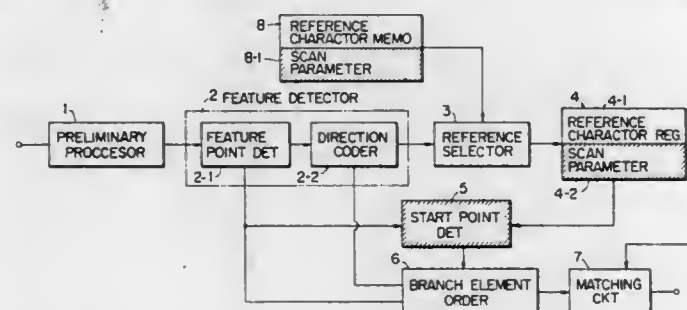 8
REFERENCE
CHARACTOR MEMO
8-1
SCAN
PARAMETER
2 FEATURE DETECTOR
1
PRELIMINARY
PROCCESOR
FEATURE
POINT DET
2-1
DIRECTION
CODER
2-2
3
REFERENCE
SELECTOR
4
4-1
REFERENCE
CHARACTOR REG
SCAN
PARAMETER
4-2
5
START POINT
DET
6
BRANCH ELEMENT
ORDER
7
MATCHING
CKT